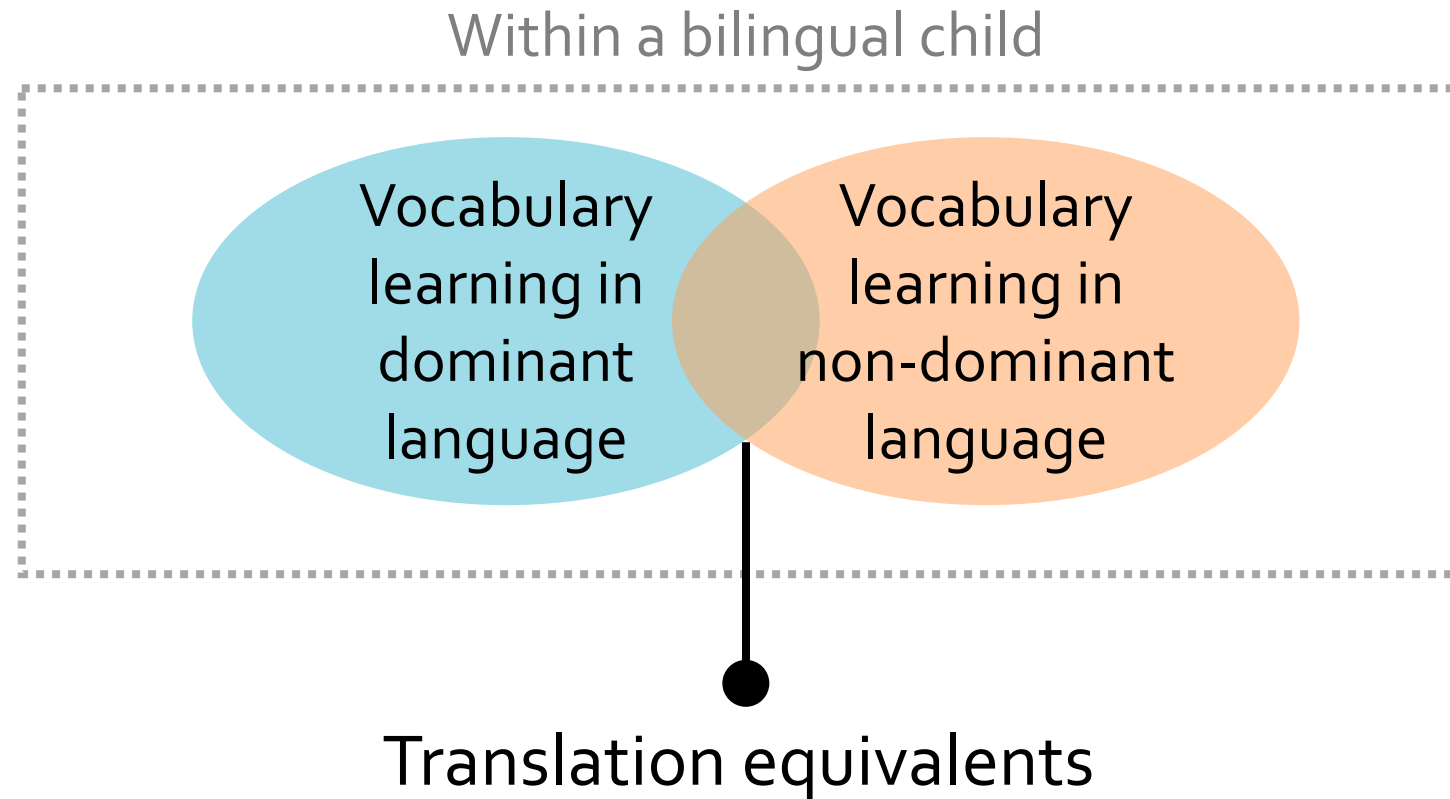 Within a bilingual child
Vocabulary
learning in
dominant
language
Vocabulary
learning in
non-dominant
language
Translation equivalents